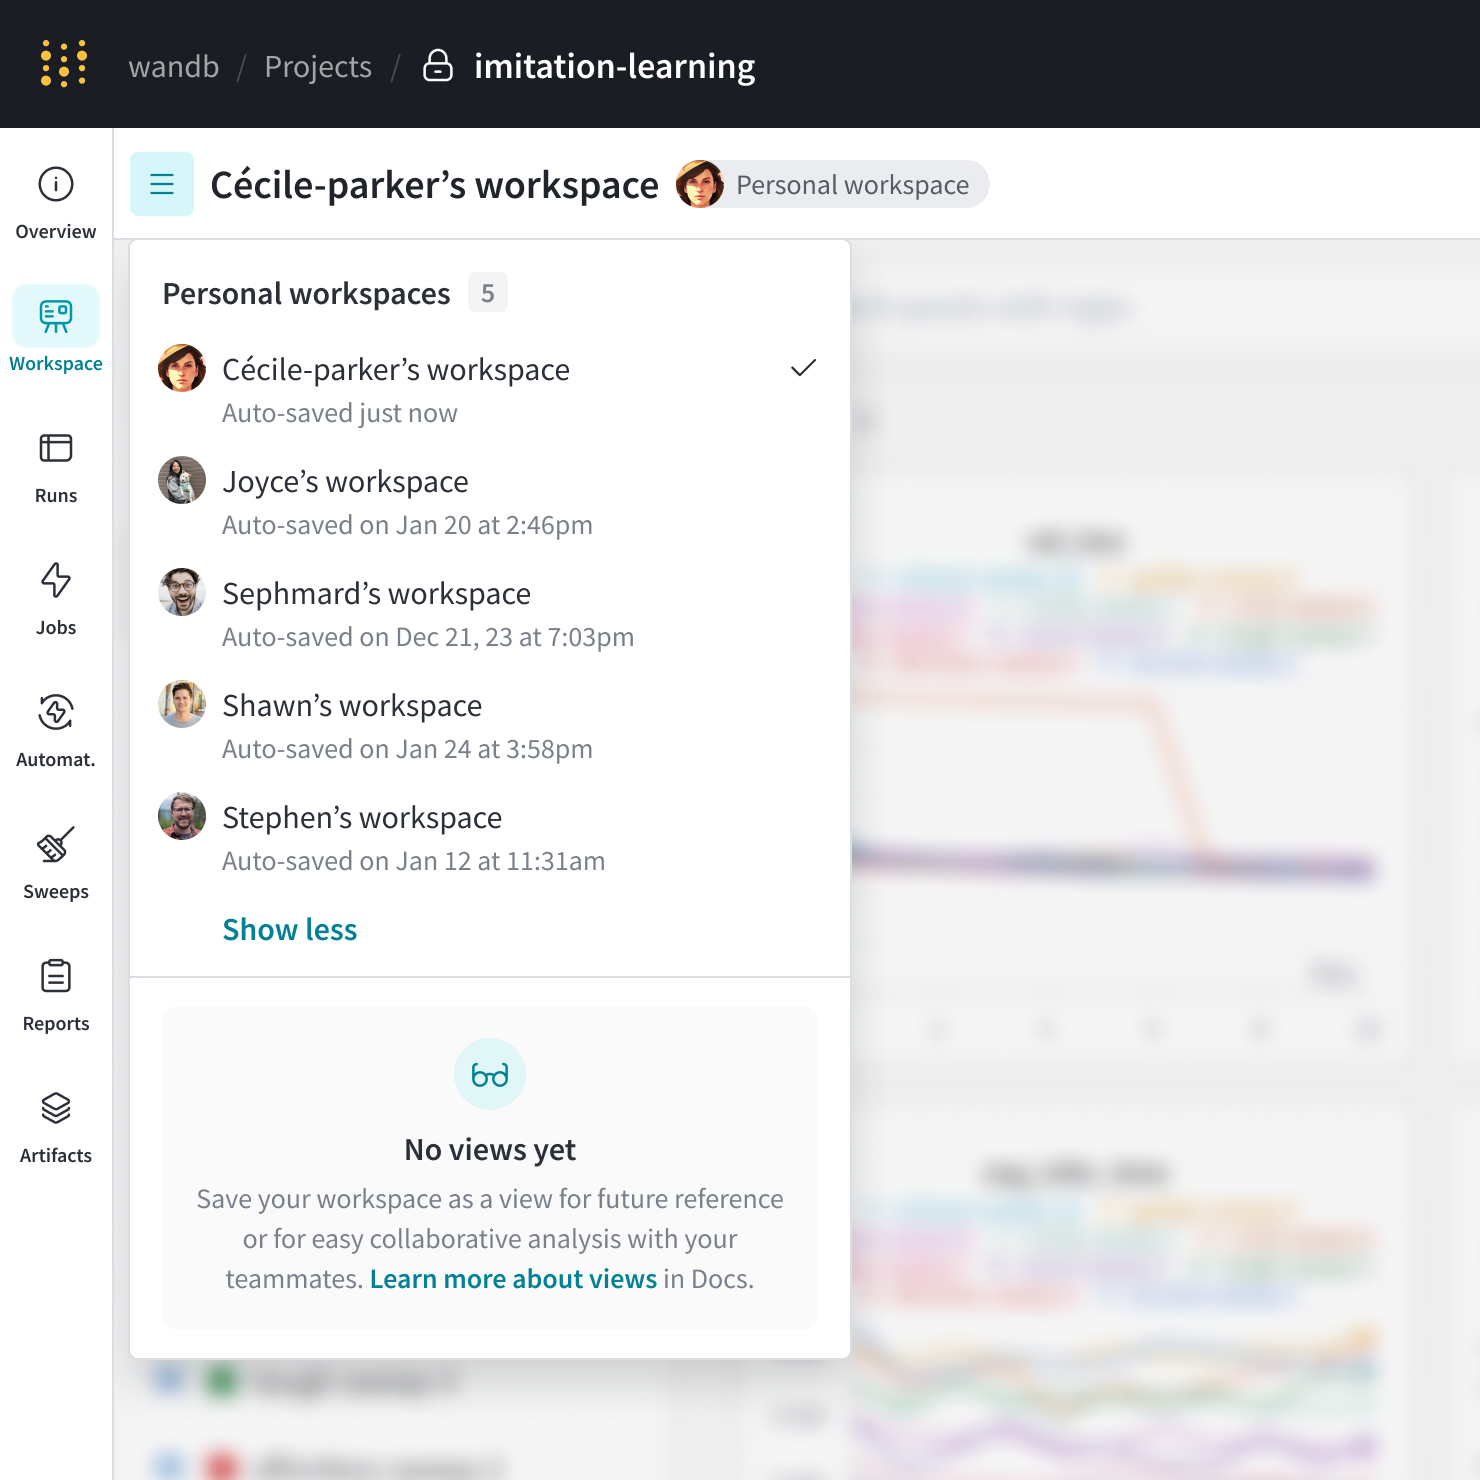 wandb / Projects / imitation-learning
Cécile-parker’s workspace
Personal workspace
Overview
Workspace
Runs
Jobs
Automat.
Sweeps
Reports
Artifacts
Personal workspaces 5
Cécile-parker’s workspace
Auto-saved just now
Joyce’s workspace
Auto-saved on Jan 20 at 2:46pm
Sephmard’s workspace
Auto-saved on Dec 21, 23 at 7:03pm
Shawn’s workspace
Auto-saved on Jan 24 at 3:58pm
Stephen’s workspace
Auto-saved on Jan 12 at 11:31am
Show less
No views yet
Save your workspace as a view for future reference
or for easy collaborative analysis with your
teammates. Learn more about views in Docs.